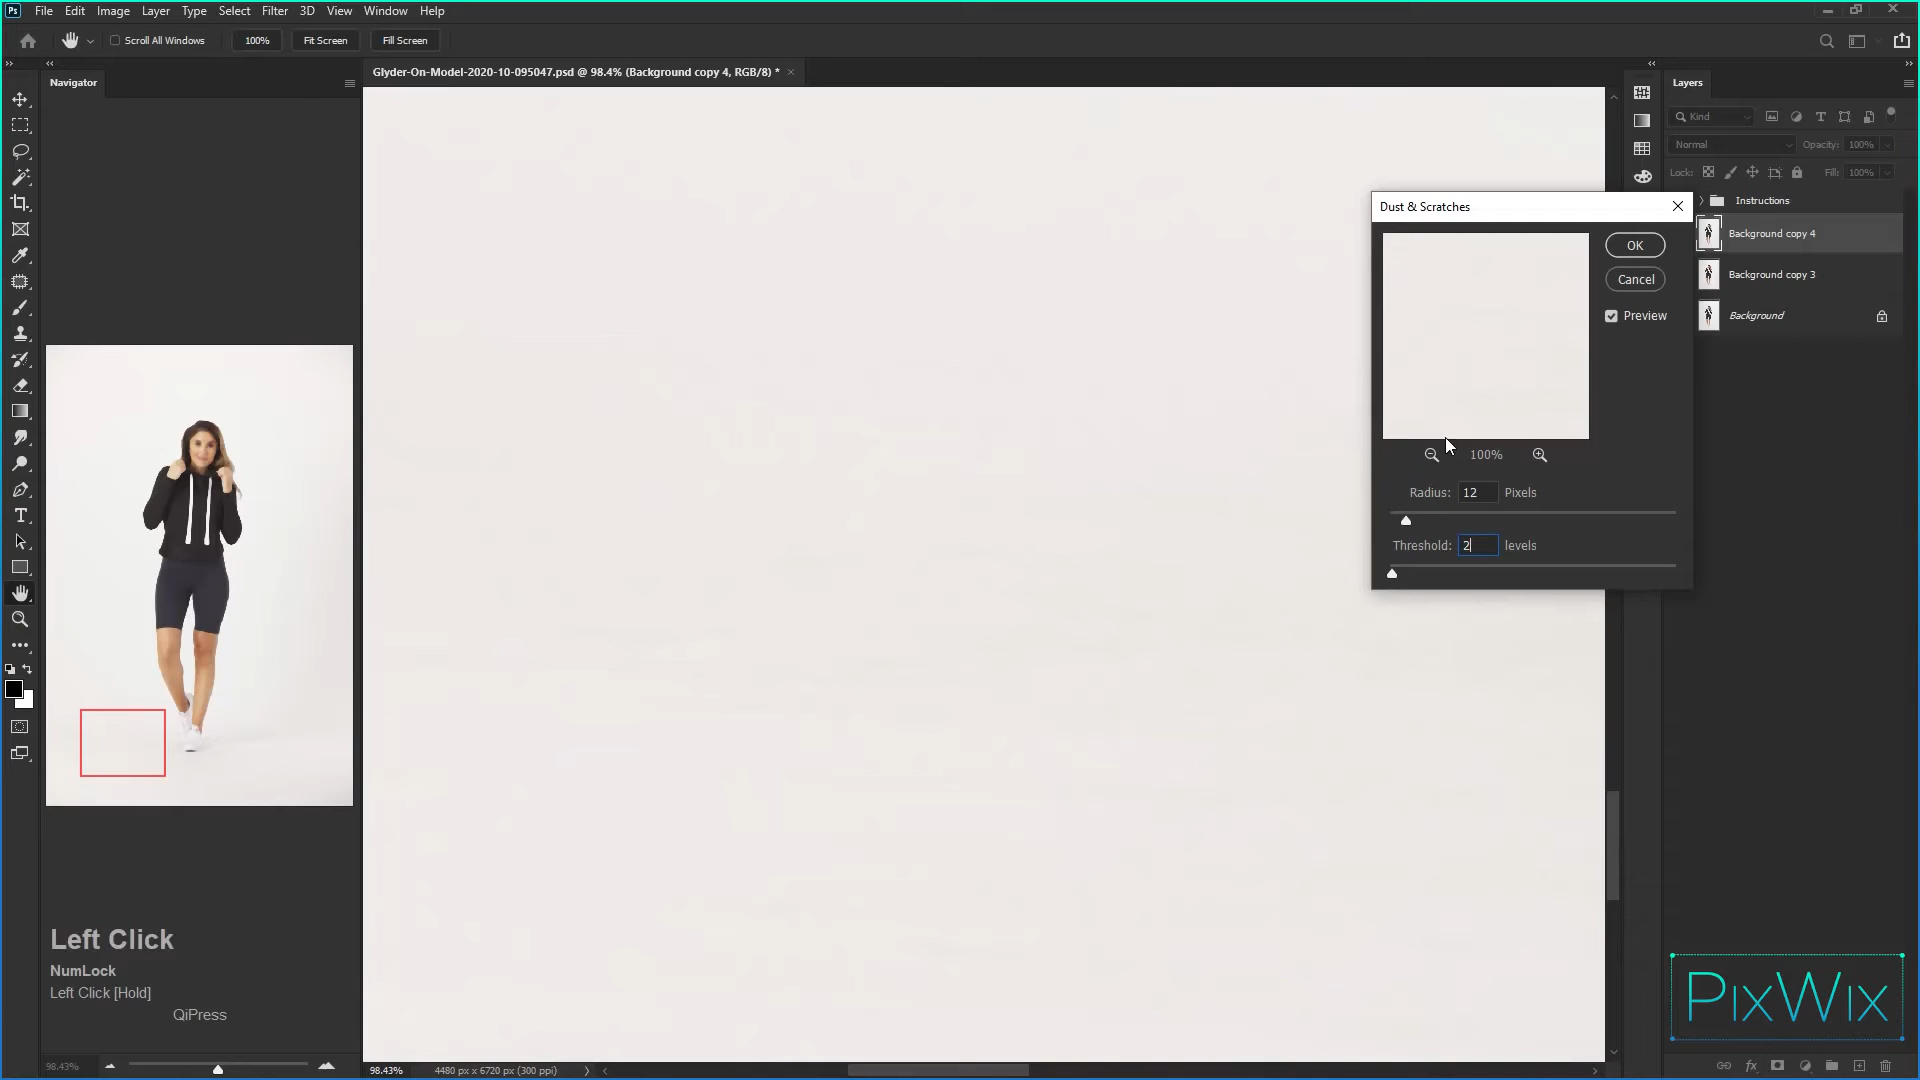 Ps File Edit Image Layer Type Select Filter 3D View Window Help
Scroll All Windows 100% Fit Screen Fill Screen
Navigator
Glyder-On-Model-2020-10-095047.psd @ 98.4% (Background copy 4, RGB/8) *
Layers
Kind
Normal Opacity: 100%
Lock: Fill: 100%
Instructions
Background copy 4
Background copy 3
Background
Dust & Scratches
OK
Cancel
Preview
100%
Radius: 12 Pixels
Threshold: 2 levels
Left Click
NumLock
Left Click [Hold]
QiPress
PixWix
98.43%
98.43% 4480 px x 6720 px (300 ppi)